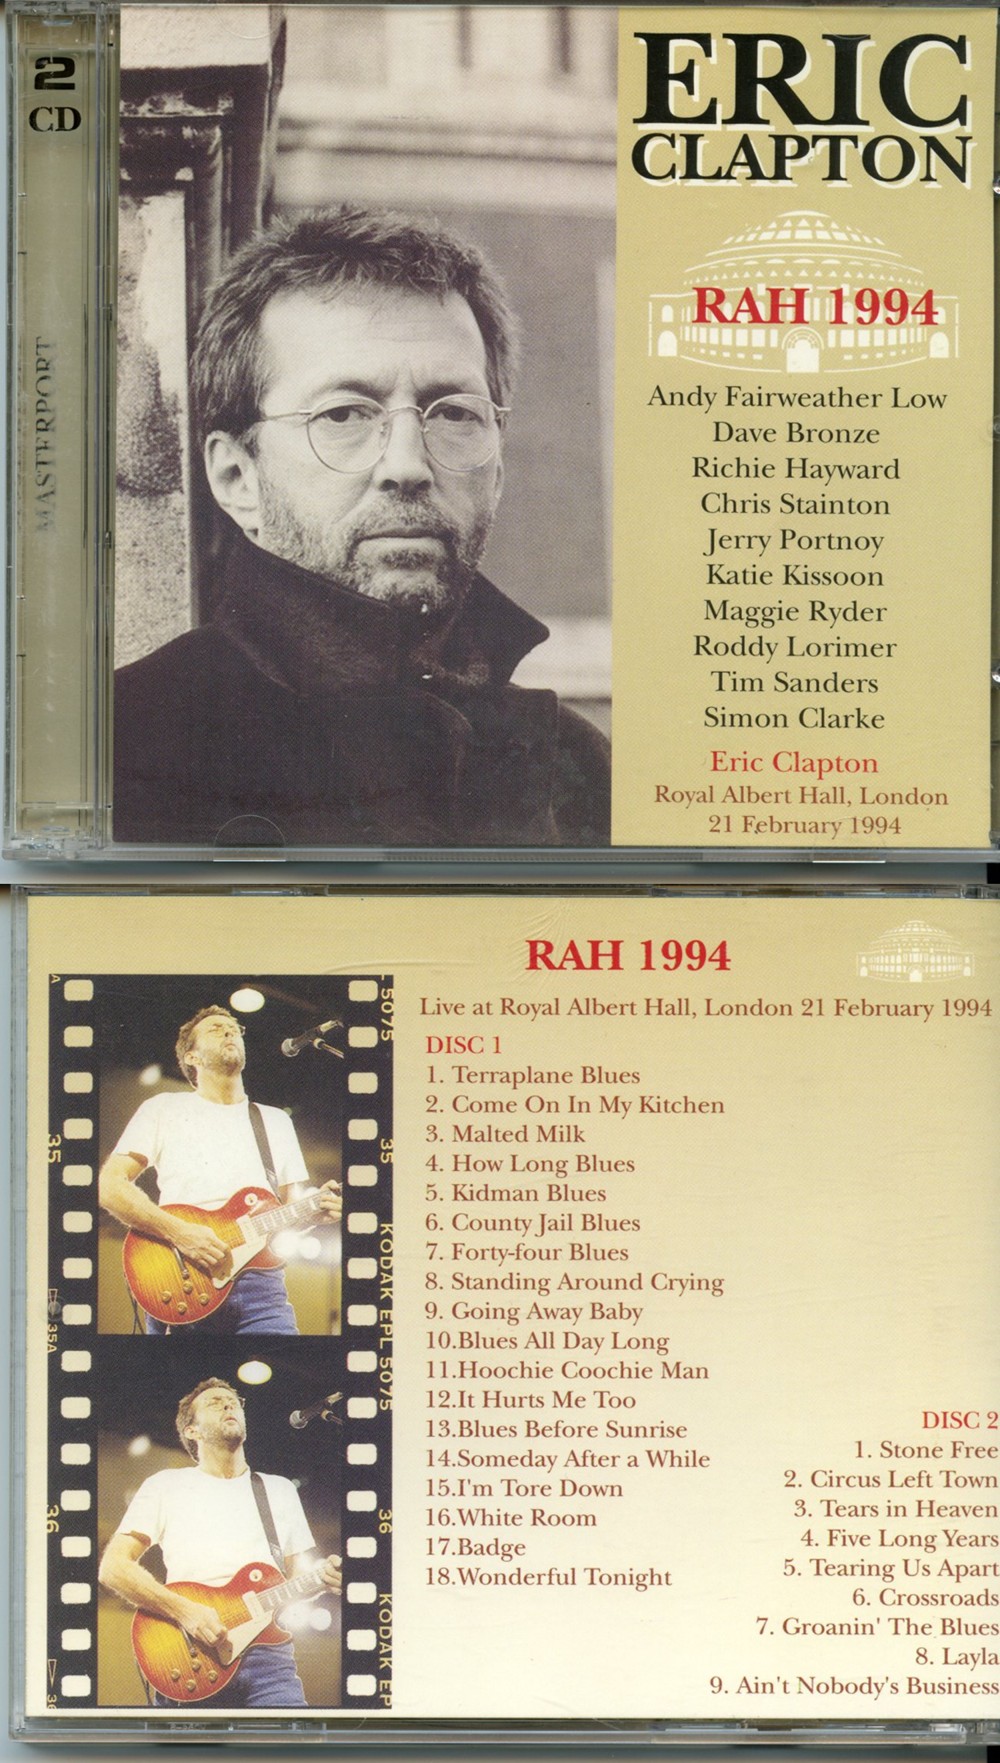 2
CD
MASTERPORT
ERIC
CLAPTON
RAH 1994
Andy Fairweather Low
Dave Bronze
Richie Hayward
Chris Stainton
Jerry Portnoy
Katie Kissoon
Maggie Ryder
Roddy Lorimer
Tim Sanders
Simon Clarke
Eric Clapton
Royal Albert Hall, London
21 February 1994
RAH 1994
Live at Royal Albert Hall, London 21 February 1994
DISC 1
1. Terraplane Blues
2. Come On In My Kitchen
3. Malted Milk
4. How Long Blues
5. Kidman Blues
6. County Jail Blues
7. Forty-four Blues
8. Standing Around Crying
9. Going Away Baby
10.Blues All Day Long
11.Hoochie Coochie Man
12.It Hurts Me Too
13.Blues Before Sunrise
14.Someday After a While
15.I'm Tore Down
16.White Room
17.Badge
18.Wonderful Tonight
DISC 2
1. Stone Free
2. Circus Left Town
3. Tears in Heaven
4. Five Long Years
5. Tearing Us Apart
6. Crossroads
7. Groanin' The Blues
8. Layla
9. Ain't Nobody's Business
A
35
35A
36
36
5075
35
KODAK EPL 5075
36
KODAK EP